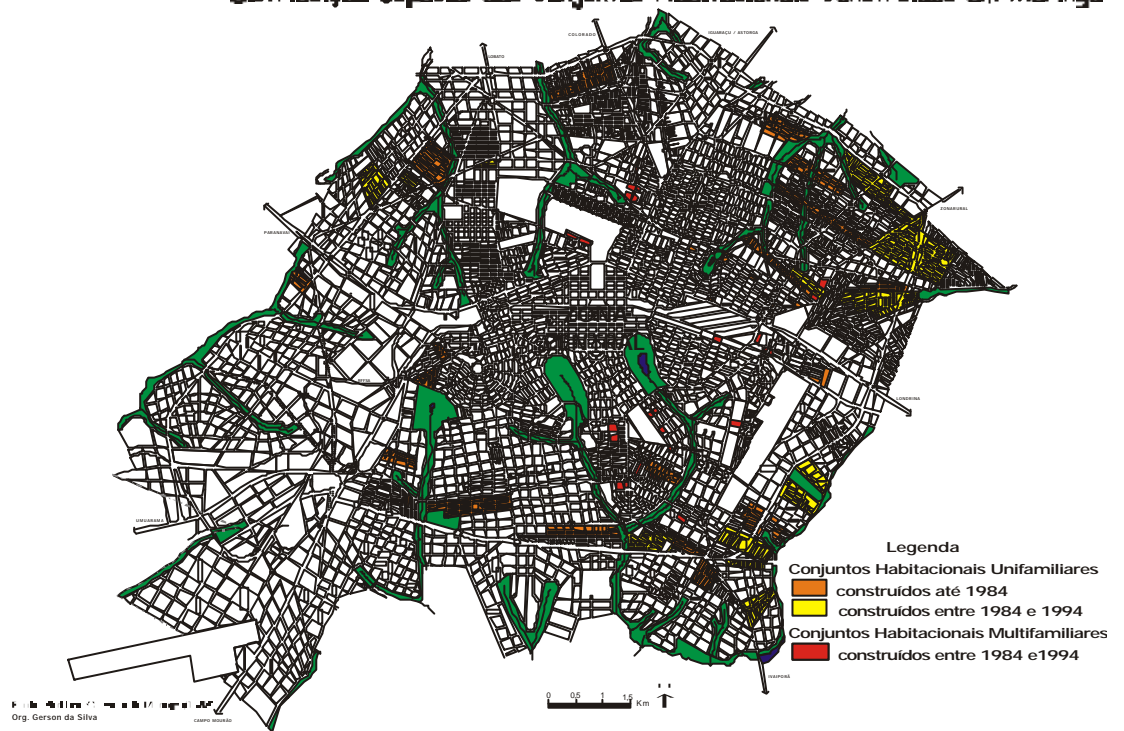 COLORADO
IGUARAÇU / ASTORGA
LOBATO
ZONARURAL
PARANAVAÍ
LONDRINA
UMUARAMA
Legenda
Conjuntos Habitacionais Unifamiliares
construídos até 1984
construídos entre 1984 e 1994
Conjuntos Habitacionais Multifamiliares
construídos entre 1984 e1994
IVAIPORÃ
0 0,5 1 1,5 Km
Org. Gerson da Silva
CAMPO MOURÃO